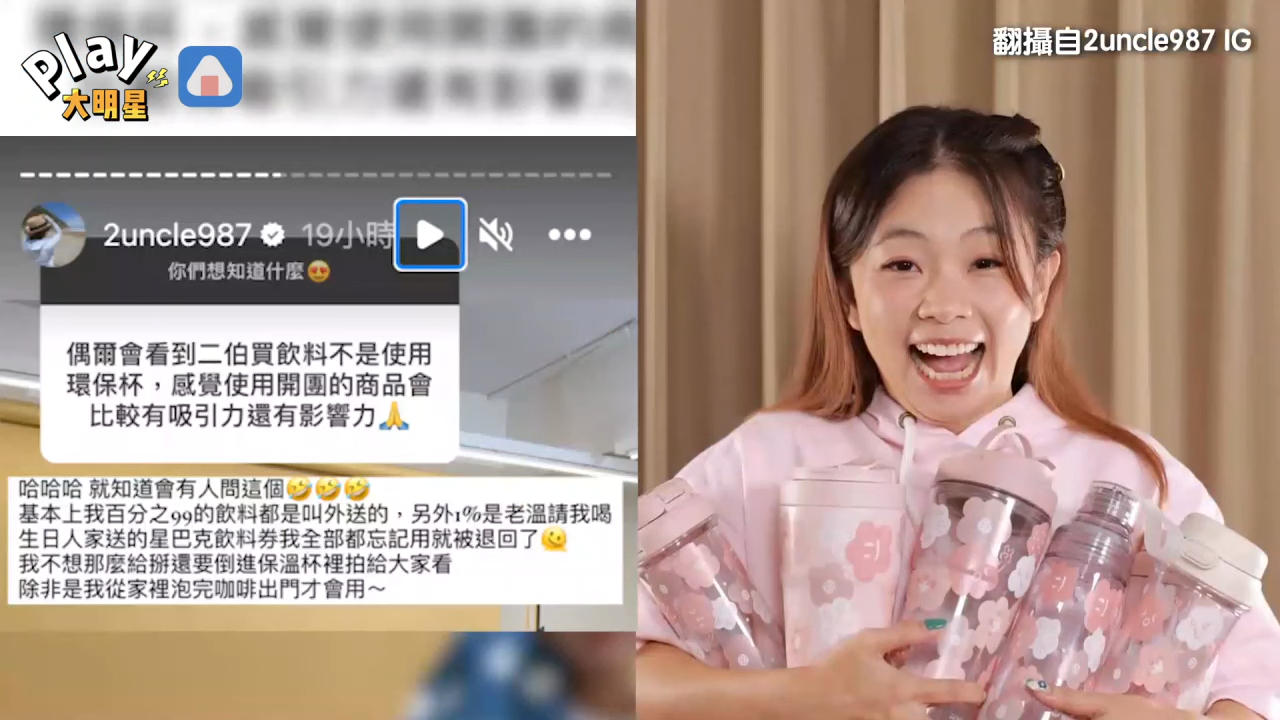 Play
大明星
翻攝自2uncle987 IG
2uncle987 19小時
你們想知道什麼😍
偶爾會看到二伯買飲料不是使用
環保杯，感覺使用開團的商品會
比較有吸引力還有影響力🙏
哈哈哈 就知道會有人問這個🤣🤣🤣
基本上我百分之99的飲料都是叫外送的，另外1%是老溫請我喝
生日人家送的星巴克飲料券我全部都忘記用就被退回了🫠
我不想那麼給掰還要倒進保溫杯裡拍給大家看
除非是我從家裡泡完咖啡出門才會用～